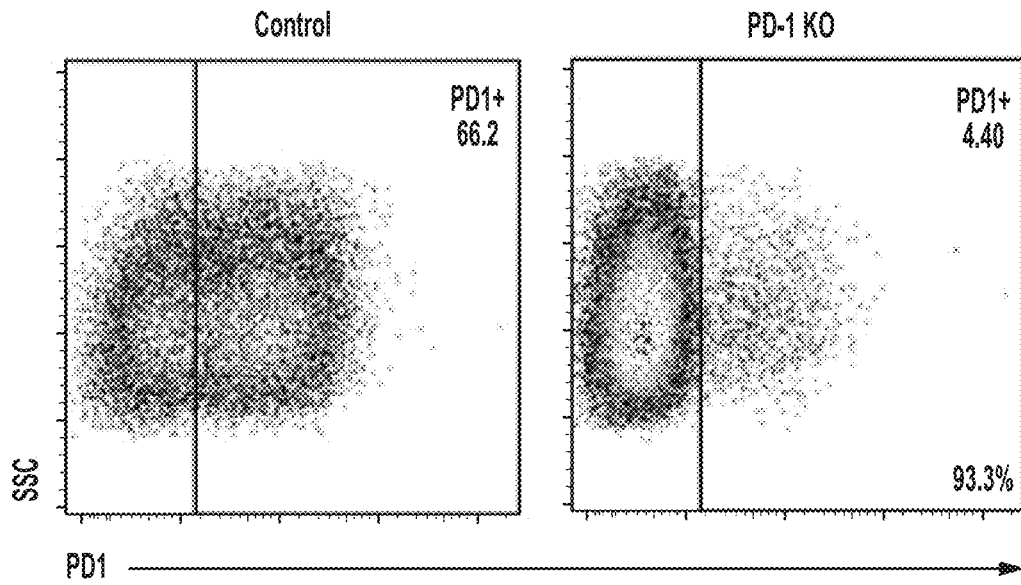 Control
PD-1 KO
PD1+
66.2
PD1+
4.40
93.3%
SSC
PD1